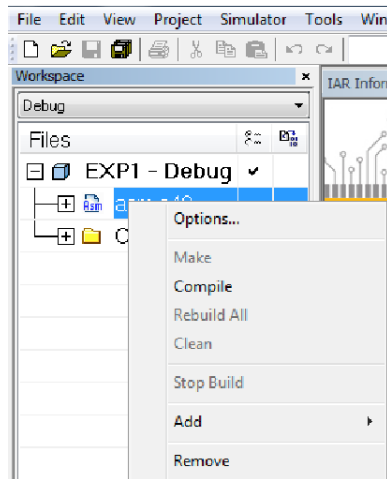 File Edit View Project Simulator Tools Win
Workspace
IAR Infor
Debug
Files
EXP1 - Debug
Asm
Options...
Make
Compile
Rebuild All
Clean
Stop Build
Add
Remove